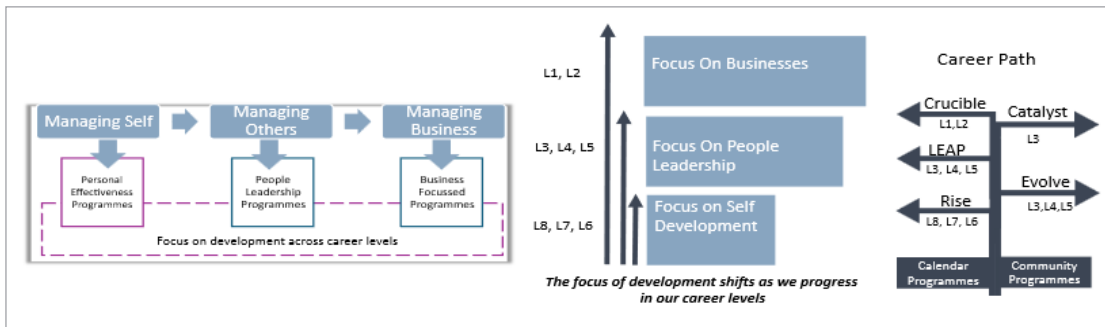 Managing Self
Managing
Others
Managing
Business
Personal
Effectiveness
Programmes
People
Leadership
Programmes
Business
Focussed
Programmes
Focus on development across career levels
L1, L2
Focus On Businesses
L3, L4, L5
Focus On People
Leadership
L8, L7, L6
Focus on Self
Development
The focus of development shifts as we progress
in our career levels
Career Path
Crucible
L1,L2
Catalyst
L3
LEAP
L3, L4, L5
Evolve
L3,L4,L5
Rise
L8, L7, L6
Calendar
Programmes
Community
Programmes